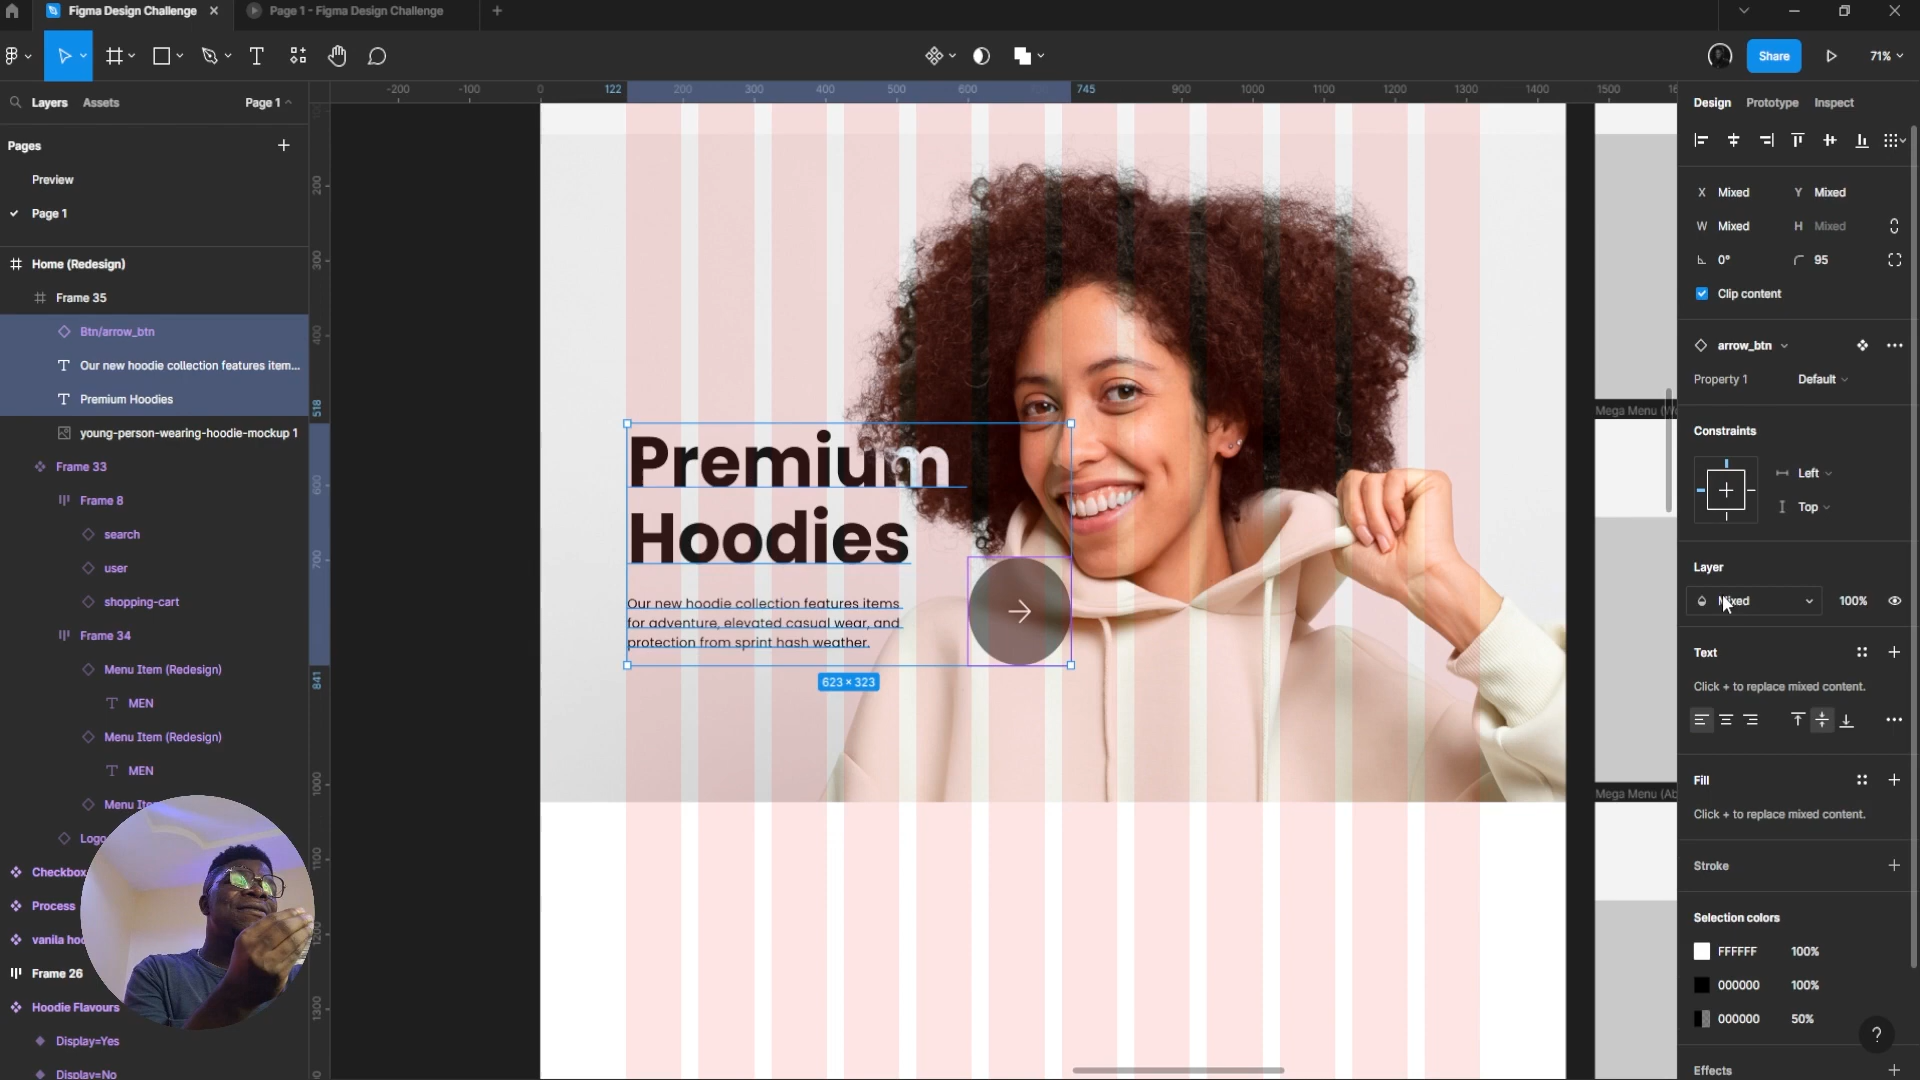 Figma Design Challenge
Page 1 - Figma Design Challenge
Share
71%
Layers
Assets
Page 1
Pages
Preview
Page 1
Home (Redesign)
Frame 35
Btn/arrow_btn
Our new hoodie collection features item...
Premium Hoodies
young-person-wearing-hoodie-mockup 1
Frame 33
Frame 8
search
user
shopping-cart
Frame 34
Menu Item (Redesign)
MEN
Menu Item (Redesign)
MEN
Menu Ite
Logo
Checkbox
Process
vanila hoo
Frame 26
Hoodie Flavours
Display=Yes
Display=No
-200
-100
0
122
200
300
400
500
600
745
900
1000
1100
1200
1300
1400
1500
200
300
400
518
600
700
841
1000
1100
1200
1300
Premium
Hoodies
Our new hoodie collection features items
for adventure, elevated casual wear, and
protection from sprint hash weather.
623 × 323
Mega Menu (We
Mega Menu (Ab
Design
Prototype
Inspect
X Mixed
Y Mixed
W Mixed
H Mixed
0°
95
Clip content
arrow_btn
Property 1
Default
Constraints
Left
Top
Layer
Mixed
100%
Text
Click + to replace mixed content.
Fill
Click + to replace mixed content.
Stroke
Selection colors
FFFFFF 100%
000000 100%
000000 50%
?
Effects